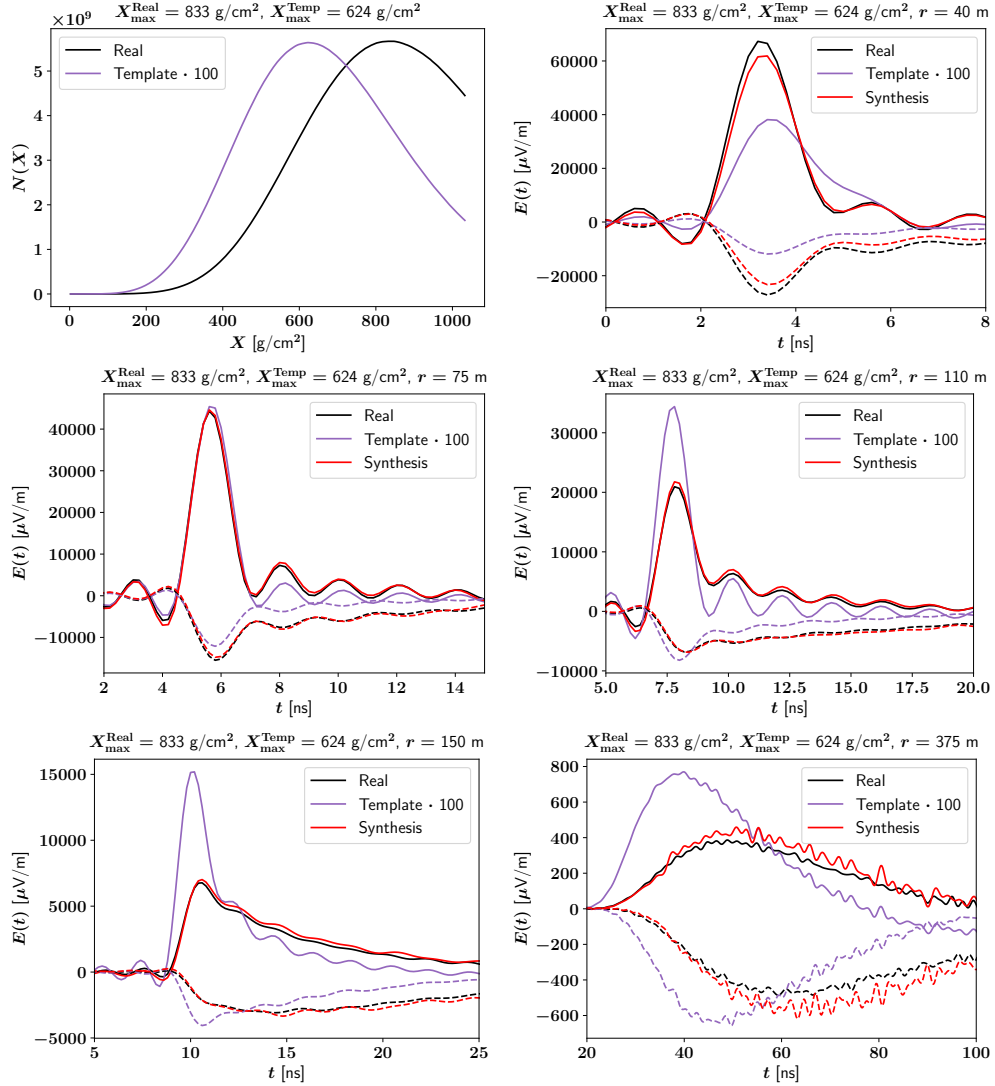 X_max^Real = 833 g/cm², X_max^Temp = 624 g/cm²
×10⁹
Real
Template · 100
N(X)
5
4
3
2
1
0
0 200 400 600 800 1000
X [g/cm²]
X_max^Real = 833 g/cm², X_max^Temp = 624 g/cm², r = 40 m
Real
Template · 100
Synthesis
E(t) [μV/m]
60000
40000
20000
0
−20000
0 2 4 6 8
t [ns]
X_max^Real = 833 g/cm², X_max^Temp = 624 g/cm², r = 75 m
Real
Template · 100
Synthesis
E(t) [μV/m]
40000
30000
20000
10000
0
−10000
2 4 6 8 10 12 14
t [ns]
X_max^Real = 833 g/cm², X_max^Temp = 624 g/cm², r = 110 m
Real
Template · 100
Synthesis
E(t) [μV/m]
30000
20000
10000
0
−10000
5.0 7.5 10.0 12.5 15.0 17.5 20.0
t [ns]
X_max^Real = 833 g/cm², X_max^Temp = 624 g/cm², r = 150 m
Real
Template · 100
Synthesis
E(t) [μV/m]
15000
10000
5000
0
−5000
5 10 15 20 25
t [ns]
X_max^Real = 833 g/cm², X_max^Temp = 624 g/cm², r = 375 m
Real
Template · 100
Synthesis
E(t) [μV/m]
800
600
400
200
0
−200
−400
−600
20 40 60 80 100
t [ns]